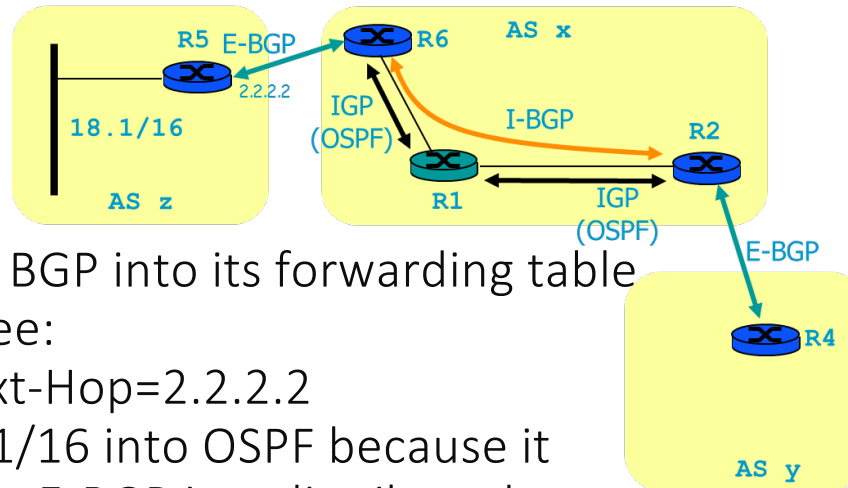 R5
E-BGP
R6
AS x
2.2.2.2
IGP
(OSPF)
I-BGP
R2
18.1/16
R1
IGP
(OSPF)
AS z
E-BGP
BGP into its forwarding table
ee:
xt-Hop=2.2.2.2
1/16 into OSPF because it
R4
AS y